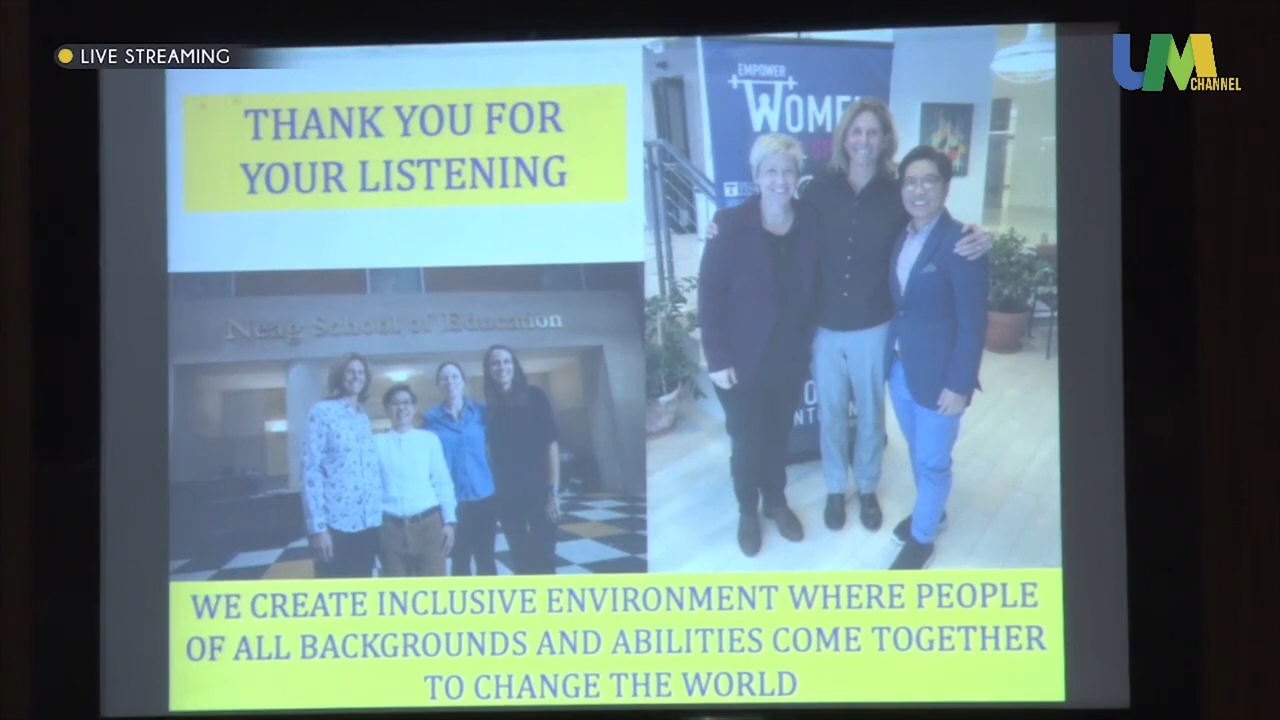 LIVE STREAMING
UM
CHANNEL
THANK YOU FOR
YOUR LISTENING
EMPOWER
WOMEN
Neag School of Education
WE CREATE INCLUSIVE ENVIRONMENT WHERE PEOPLE
OF ALL BACKGROUNDS AND ABILITIES COME TOGETHER
TO CHANGE THE WORLD